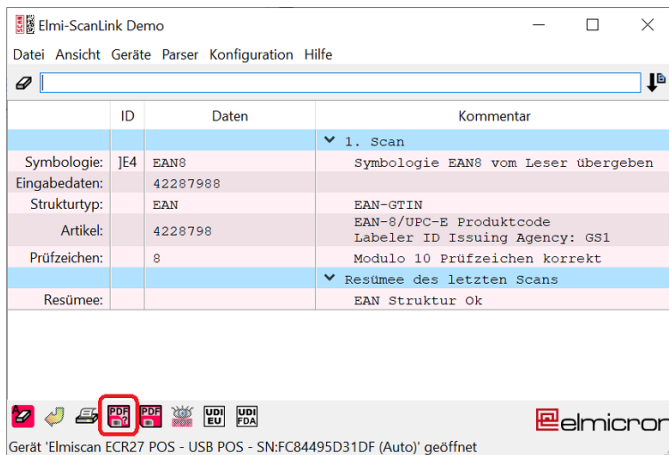 Elmi-ScanLink Demo
Datei Ansicht Geräte Parser Konfiguration Hilfe
ID Daten Kommentar
1. Scan
Symbologie: ]E4 EAN8 Symbologie EAN8 vom Leser übergeben
Eingabedaten: 42287988
Strukturtyp: EAN EAN-GTIN
Artikel: 4228798 EAN-8/UPC-E Produktcode
Labeler ID Issuing Agency: GS1
Prüfzeichen: 8 Modulo 10 Prüfzeichen korrekt
Resümee des letzten Scans
Resümee: EAN Struktur Ok
PDF ? PDF PDF UDI EU UDI FDA elmicron
Gerät 'Elmiscan ECR27 POS - USB POS - SN:FC84495D31DF (Auto)' geöffnet